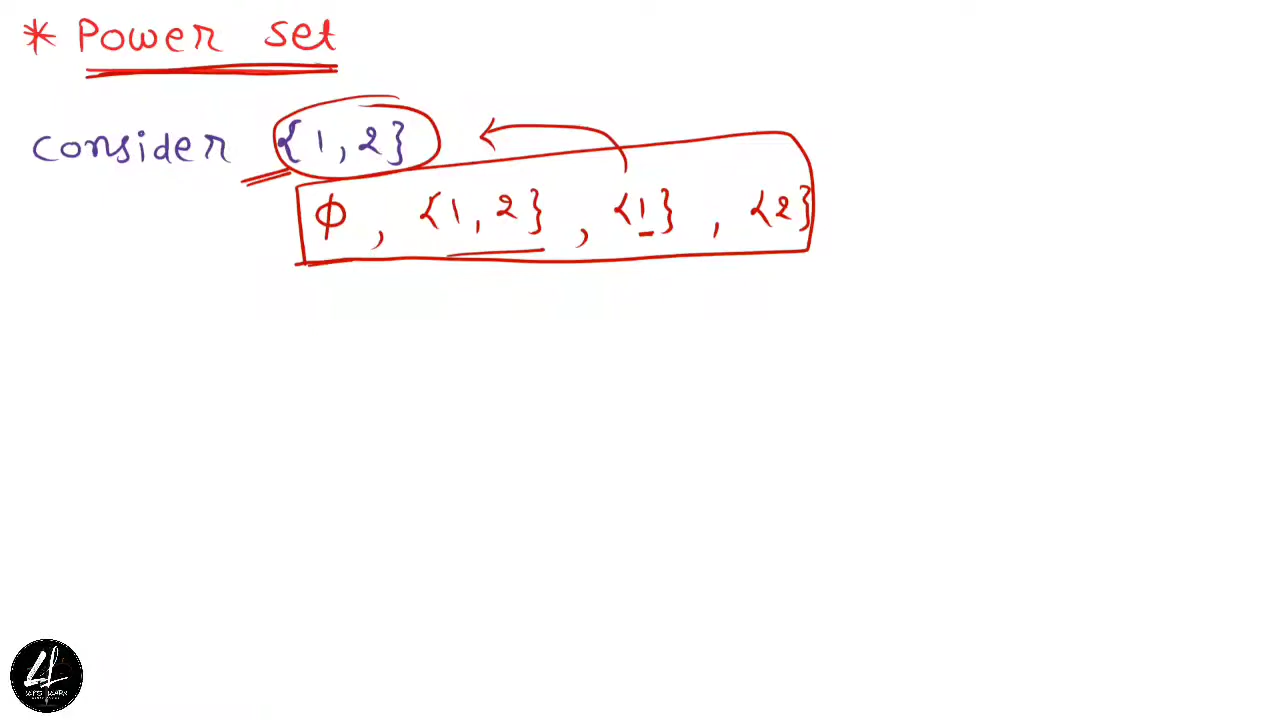 * Power set
consider {1, 2}
ϕ , {1, 2} , {1} , {2}